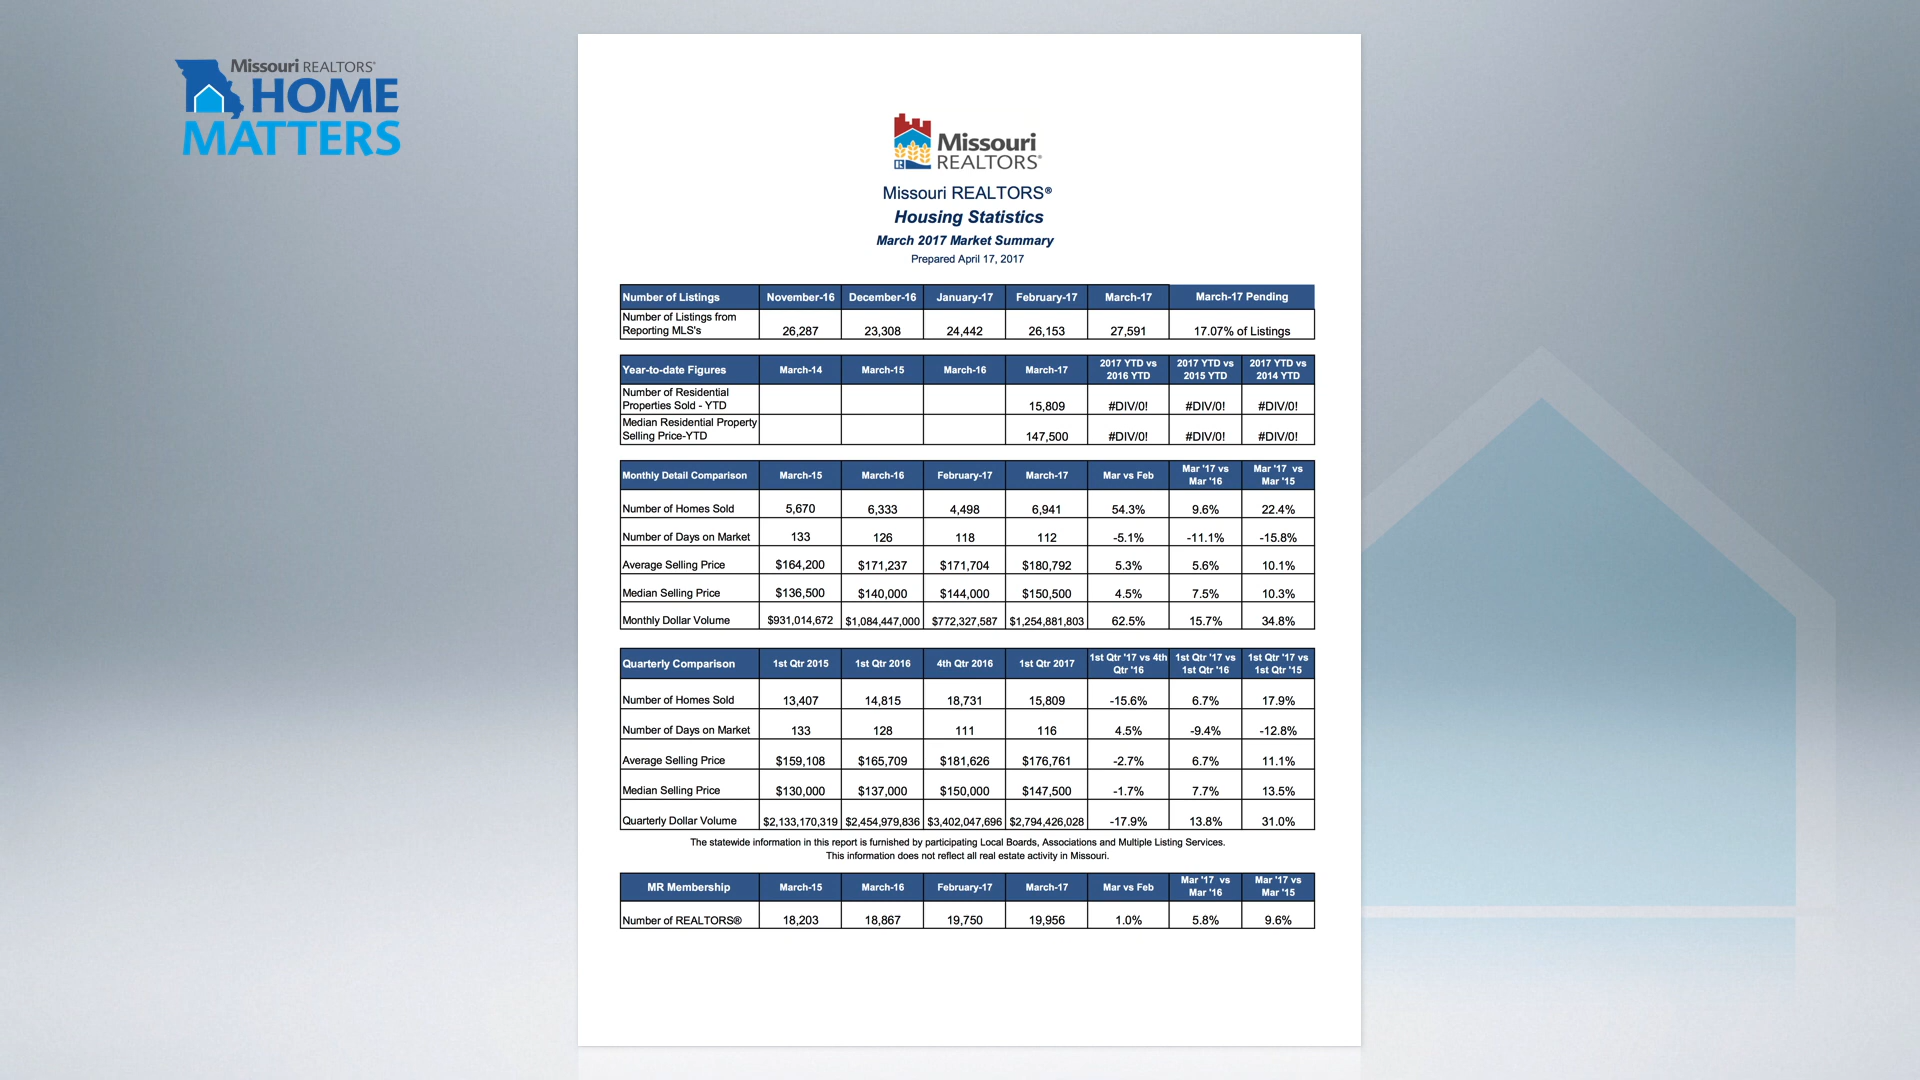 Missouri REALTORS®
HOME
MATTERS
Missouri
REALTORS®
Missouri REALTORS®
Housing Statistics
March 2017 Market Summary
Prepared April 17, 2017
Number of Listings November-16 December-16 January-17 February-17 March-17 March-17 Pending
Number of Listings from
Reporting MLS's 26,287 23,308 24,442 26,153 27,591 17.07% of Listings
Year-to-date Figures March-14 March-15 March-16 March-17 2017 YTD vs 2016 YTD 2017 YTD vs 2015 YTD 2017 YTD vs 2014 YTD
Number of Residential
Properties Sold - YTD 15,809 #DIV/0! #DIV/0! #DIV/0!
Median Residential Property
Selling Price-YTD 147,500 #DIV/0! #DIV/0! #DIV/0!
Monthly Detail Comparison March-15 March-16 February-17 March-17 Mar vs Feb Mar '17 vs Mar '16 Mar '17 vs Mar '15
Number of Homes Sold 5,670 6,333 4,498 6,941 54.3% 9.6% 22.4%
Number of Days on Market 133 126 118 112 -5.1% -11.1% -15.8%
Average Selling Price $164,200 $171,237 $171,704 $180,792 5.3% 5.6% 10.1%
Median Selling Price $136,500 $140,000 $144,000 $150,500 4.5% 7.5% 10.3%
Monthly Dollar Volume $931,014,672 $1,084,447,000 $772,327,587 $1,254,881,803 62.5% 15.7% 34.8%
Quarterly Comparison 1st Qtr 2015 1st Qtr 2016 4th Qtr 2016 1st Qtr 2017 1st Qtr '17 vs 4th Qtr '16 1st Qtr '17 vs 1st Qtr '16 1st Qtr '17 vs 1st Qtr '15
Number of Homes Sold 13,407 14,815 18,731 15,809 -15.6% 6.7% 17.9%
Number of Days on Market 133 128 111 116 4.5% -9.4% -12.8%
Average Selling Price $159,108 $165,709 $181,626 $176,761 -2.7% 6.7% 11.1%
Median Selling Price $130,000 $137,000 $150,000 $147,500 -1.7% 7.7% 13.5%
Quarterly Dollar Volume $2,133,170,319 $2,454,979,836 $3,402,047,696 $2,794,426,028 -17.9% 13.8% 31.0%
The statewide information in this report is furnished by participating Local Boards, Associations and Multiple Listing Services.
This information does not reflect all real estate activity in Missouri.
MR Membership March-15 March-16 February-17 March-17 Mar vs Feb Mar '17 vs Mar '16 Mar '17 vs Mar '15
Number of REALTORS® 18,203 18,867 19,750 19,956 1.0% 5.8% 9.6%